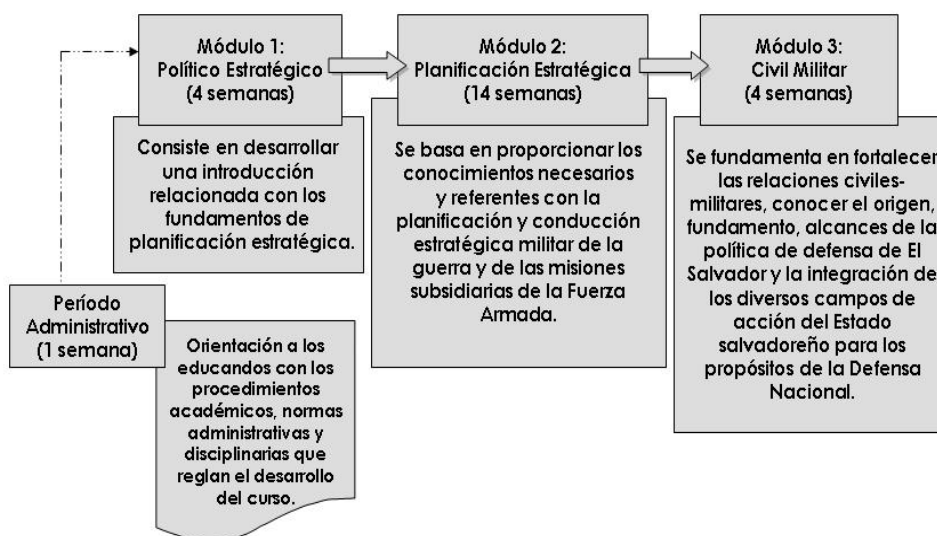 Módulo 1:
Político Estratégico
(4 semanas)
Módulo 2:
Planificación Estratégica
(14 semanas)
Módulo 3:
Civil Militar
(4 semanas)
Consiste en desarrollar
una introducción
relacionada con los
fundamentos de
planificación estratégica.
Se basa en proporcionar los
conocimientos necesarios
y referentes con la
planificación y conducción
estratégica militar de la
guerra y de las misiones
subsidiarias de la Fuerza
Armada.
Se fundamenta en fortalecer
las relaciones civiles-
militares, conocer el origen,
fundamento, alcances de la
política de defensa de El
Salvador y la integración de
los diversos campos de
acción del Estado
salvadoreño para los
propósitos de la Defensa
Nacional.
Período
Administrativo
(1 semana)
Orientación a los
educandos con los
procedimientos
académicos, normas
administrativas y
disciplinarias que
reglan el desarrollo
del curso.